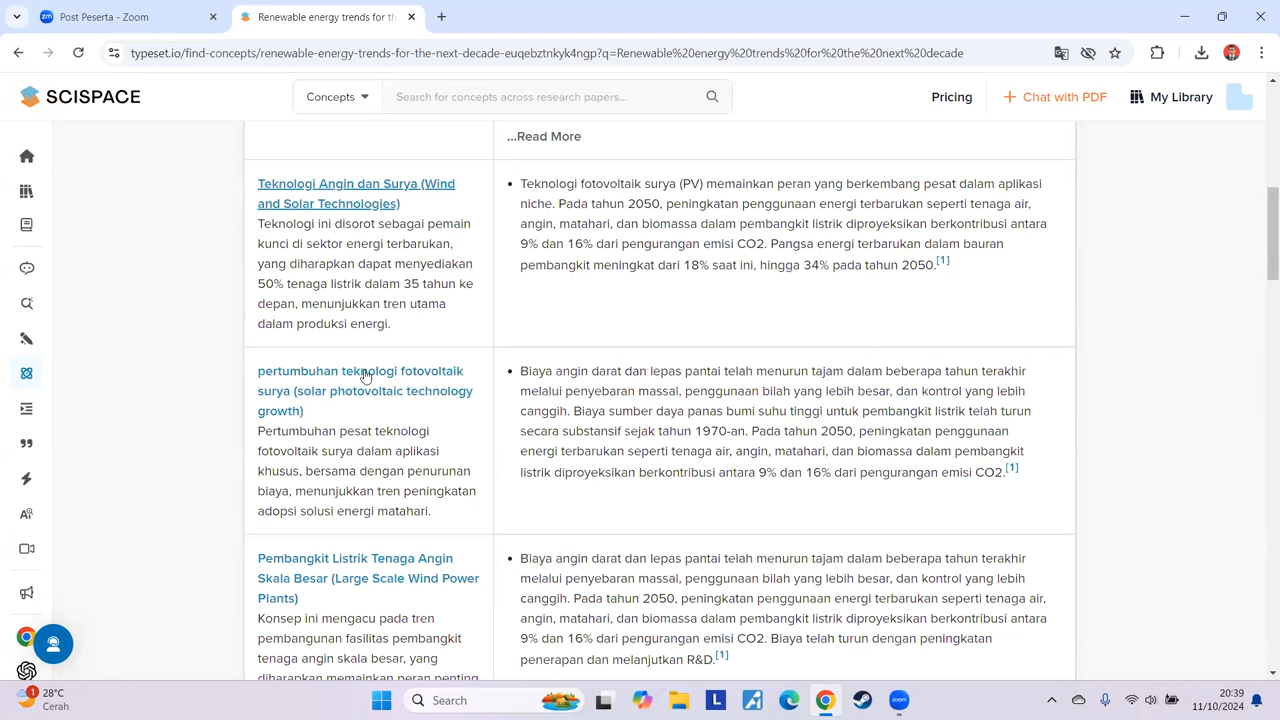 Post Peserta - Zoom
Renewable energy trends for th
typeset.io/find-concepts/renewable-energy-trends-for-the-next-decade-euqebztnkyk4ngp?q=Renewable%20energy%20trends%20for%20the%20next%20decade
SCISPACE
Concepts
Search for concepts across research papers...
Pricing
Chat with PDF
My Library
...Read More
Teknologi Angin dan Surya (Wind
and Solar Technologies)
Teknologi ini disorot sebagai pemain
kunci di sektor energi terbarukan,
yang diharapkan dapat menyediakan
50% tenaga listrik dalam 35 tahun ke
depan, menunjukkan tren utama
dalam produksi energi.
Teknologi fotovoltaik surya (PV) memainkan peran yang berkembang pesat dalam aplikasi
niche. Pada tahun 2050, peningkatan penggunaan energi terbarukan seperti tenaga air,
angin, matahari, dan biomassa dalam pembangkit listrik diproyeksikan berkontribusi antara
9% dan 16% dari pengurangan emisi CO2. Pangsa energi terbarukan dalam bauran
pembangkit meningkat dari 18% saat ini, hingga 34% pada tahun 2050.[1]
pertumbuhan teknologi fotovoltaik
surya (solar photovoltaic technology
growth)
Pertumbuhan pesat teknologi
fotovoltaik surya dalam aplikasi
khusus, bersama dengan penurunan
biaya, menunjukkan tren peningkatan
adopsi solusi energi matahari.
Biaya angin darat dan lepas pantai telah menurun tajam dalam beberapa tahun terakhir
melalui penyebaran massal, penggunaan bilah yang lebih besar, dan kontrol yang lebih
canggih. Biaya sumber daya panas bumi suhu tinggi untuk pembangkit listrik telah turun
secara substansif sejak tahun 1970-an. Pada tahun 2050, peningkatan penggunaan
energi terbarukan seperti tenaga air, angin, matahari, dan biomassa dalam pembangkit
listrik diproyeksikan berkontribusi antara 9% dan 16% dari pengurangan emisi CO2.[1]
Pembangkit Listrik Tenaga Angin
Skala Besar (Large Scale Wind Power
Plants)
Konsep ini mengacu pada tren
pembangunan fasilitas pembangkit
tenaga angin skala besar, yang
diharapkan memainkan peran penting
Biaya angin darat dan lepas pantai telah menurun tajam dalam beberapa tahun terakhir
melalui penyebaran massal, penggunaan bilah yang lebih besar, dan kontrol yang lebih
canggih. Pada tahun 2050, peningkatan penggunaan energi terbarukan seperti tenaga air,
angin, matahari, dan biomassa dalam pembangkit listrik diproyeksikan berkontribusi antara
9% dan 16% dari pengurangan emisi CO2. Biaya telah turun dengan peningkatan
penerapan dan melanjutkan R&D.[1]
1
28°C
Cerah
Search
20:39
11/10/2024